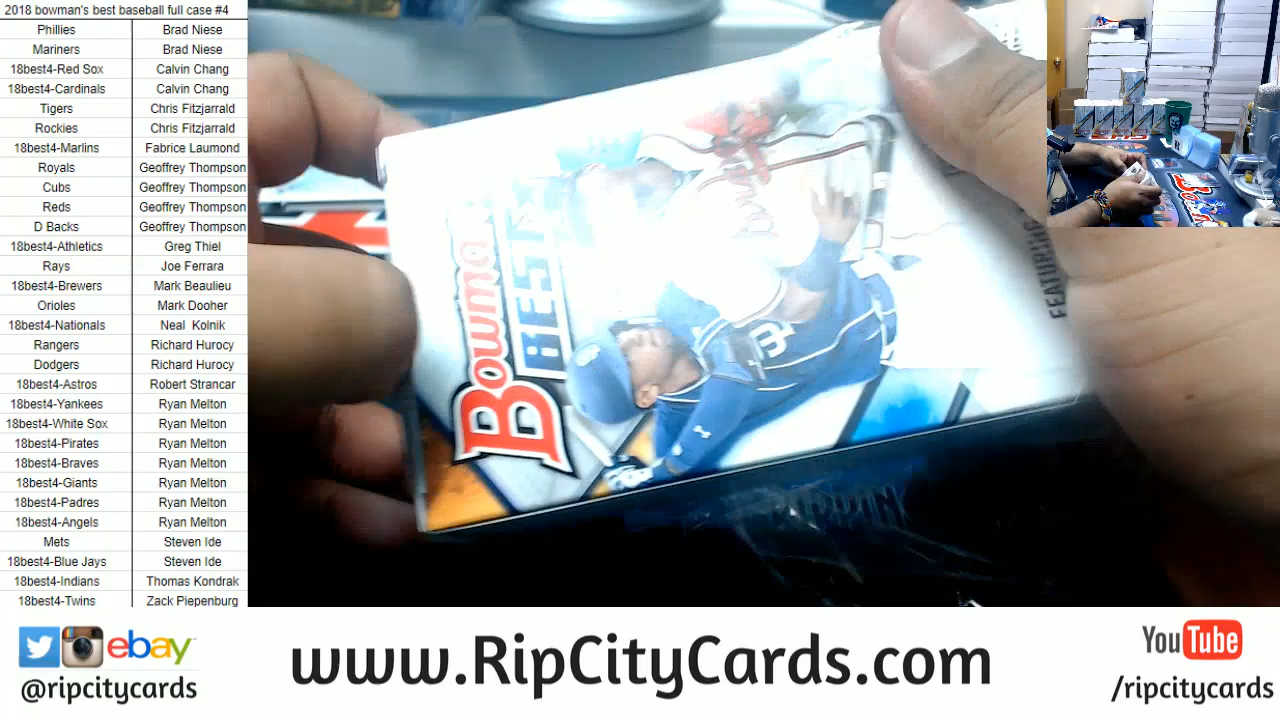 2018 bowman's best baseball full case #4
Phillies Brad Niese
Mariners Brad Niese
18best4-Red Sox Calvin Chang
18best4-Cardinals Calvin Chang
Tigers Chris Fitzjarrald
Rockies Chris Fitzjarrald
18best4-Marlins Fabrice Laumond
Royals Geoffrey Thompson
Cubs Geoffrey Thompson
Reds Geoffrey Thompson
D Backs Geoffrey Thompson
18best4-Athletics Greg Thiel
Rays Joe Ferrara
18best4-Brewers Mark Beaulieu
Orioles Mark Dooher
18best4-Nationals Neal Kolnik
Rangers Richard Hurocy
Dodgers Richard Hurocy
18best4-Astros Robert Strancar
18best4-Yankees Ryan Melton
18best4-White Sox Ryan Melton
18best4-Pirates Ryan Melton
18best4-Braves Ryan Melton
18best4-Giants Ryan Melton
18best4-Padres Ryan Melton
18best4-Angels Ryan Melton
Mets Steven Ide
18best4-Blue Jays Steven Ide
18best4-Indians Thomas Kondrak
18best4-Twins Zack Piepenburg
Bowman
BEST
FEATURING
ebay
@ripcitycards
www.RipCityCards.com
YouTube
/ripcitycards